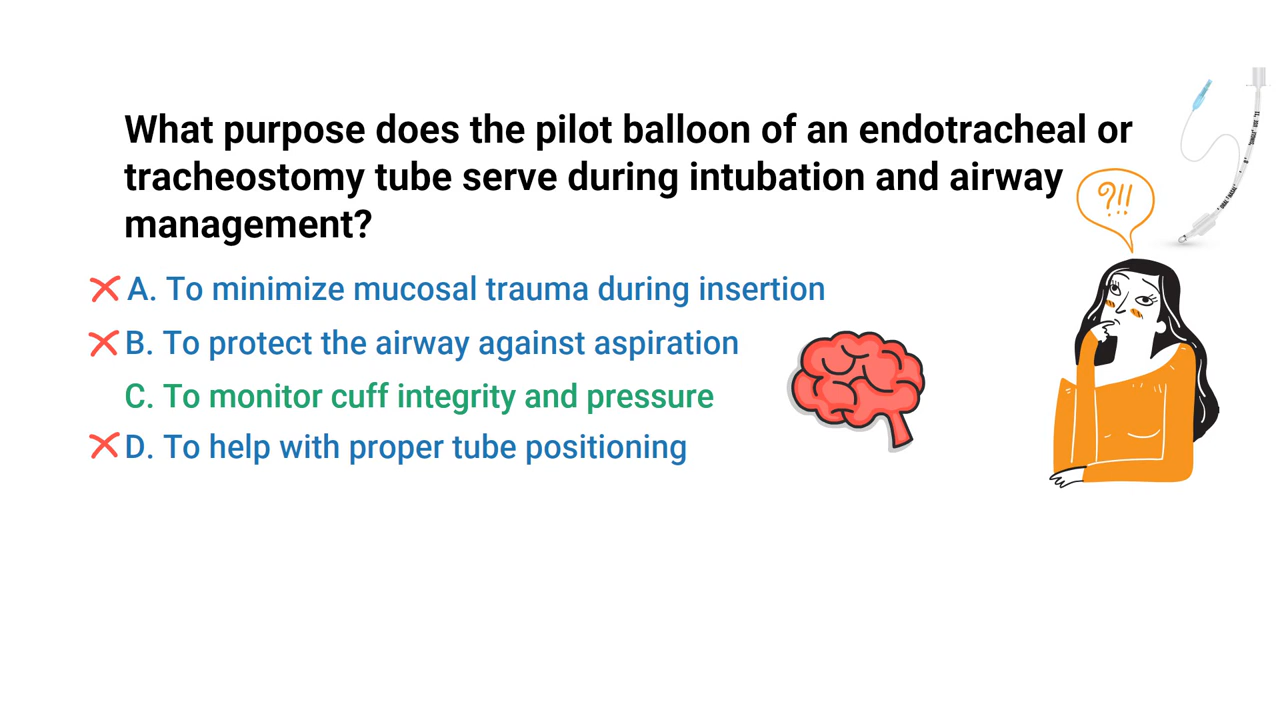 What purpose does the pilot balloon of an endotracheal or
tracheostomy tube serve during intubation and airway
management?
?!!
A. To minimize mucosal trauma during insertion
B. To protect the airway against aspiration
C. To monitor cuff integrity and pressure
D. To help with proper tube positioning